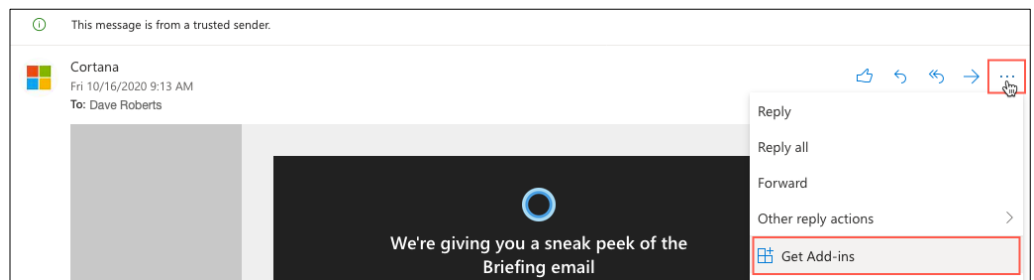 This message is from a trusted sender.
Cortana
Fri 10/16/2020 9:13 AM
To: Dave Roberts
Reply
Reply all
Forward
Other reply actions
Get Add-ins
We're giving you a sneak peek of the
Briefing email